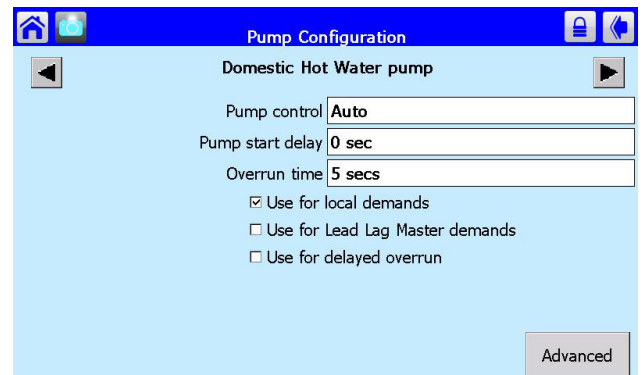 Pump Configuration
Domestic Hot Water pump
Pump control Auto
Pump start delay 0 sec
Overrun time 5 secs
Use for local demands
Use for Lead Lag Master demands
Use for delayed overrun
Advanced